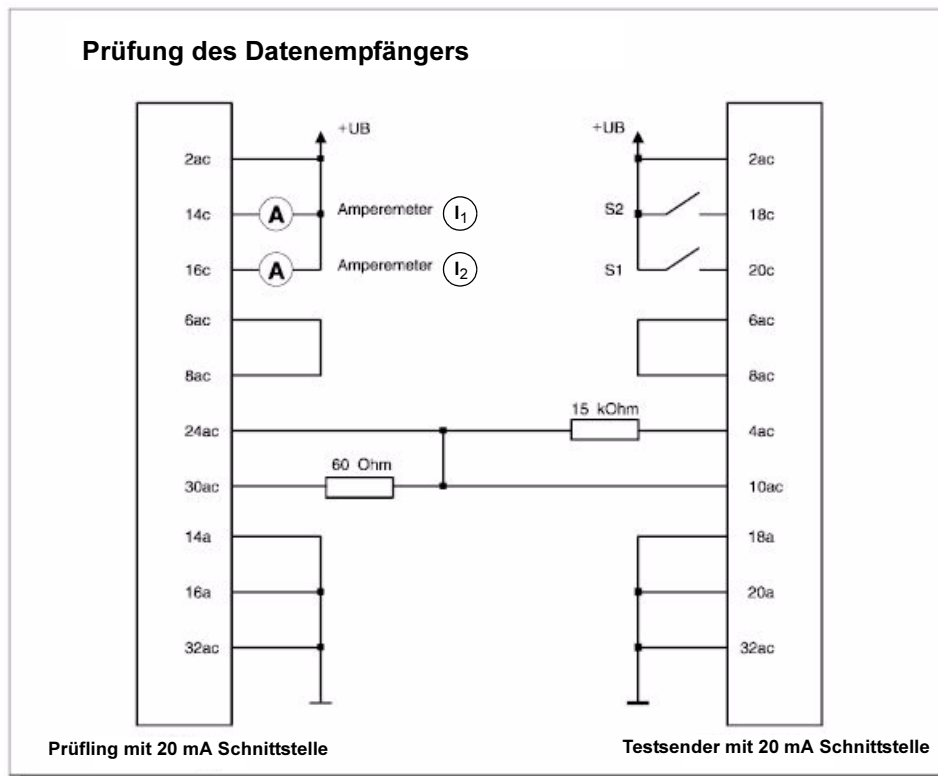 Prüfung des Datenempfängers
+UB +UB
2ac 2ac
14c A Amperemeter I1 S2 18c
16c A Amperemeter I2 S1 20c
6ac 6ac
8ac 8ac
15 kOhm
24ac 4ac
60 Ohm
30ac 10ac
14a 18a
16a 20a
32ac 32ac
Prüfling mit 20 mA Schnittstelle Testsender mit 20 mA Schnittstelle